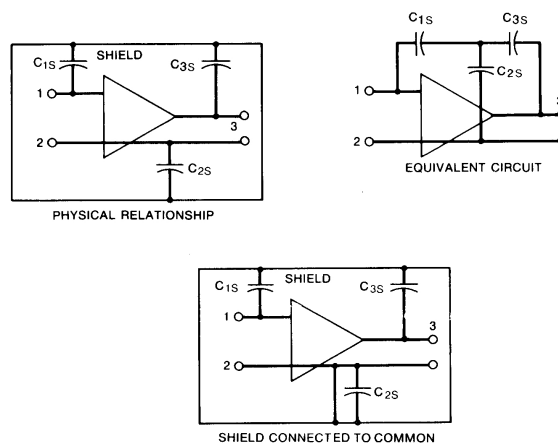 C1S
SHIELD
C3S
1
3
2
C2S
PHYSICAL RELATIONSHIP
C1S
C3S
C2S
1
2
EQUIVALENT CIRCUIT
SHIELD
C1S
C3S
1
3
2
C2S
SHIELD CONNECTED TO COMMON